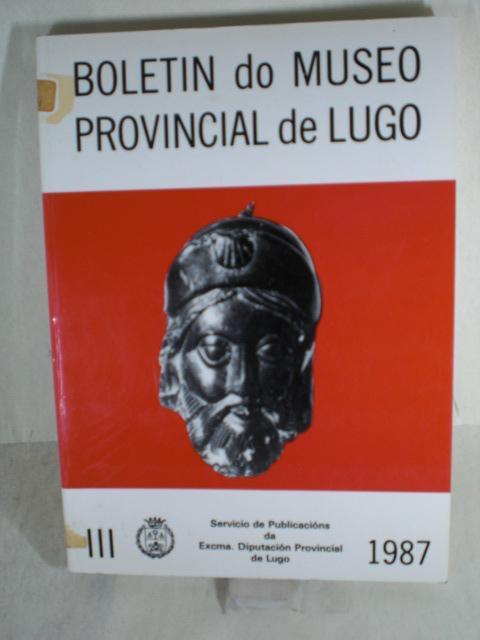 BOLETIN do MUSEO
PROVINCIAL de LUGO
III
Servicio de Publicacións
da
Excma. Diputación Provincial
de Lugo
1987